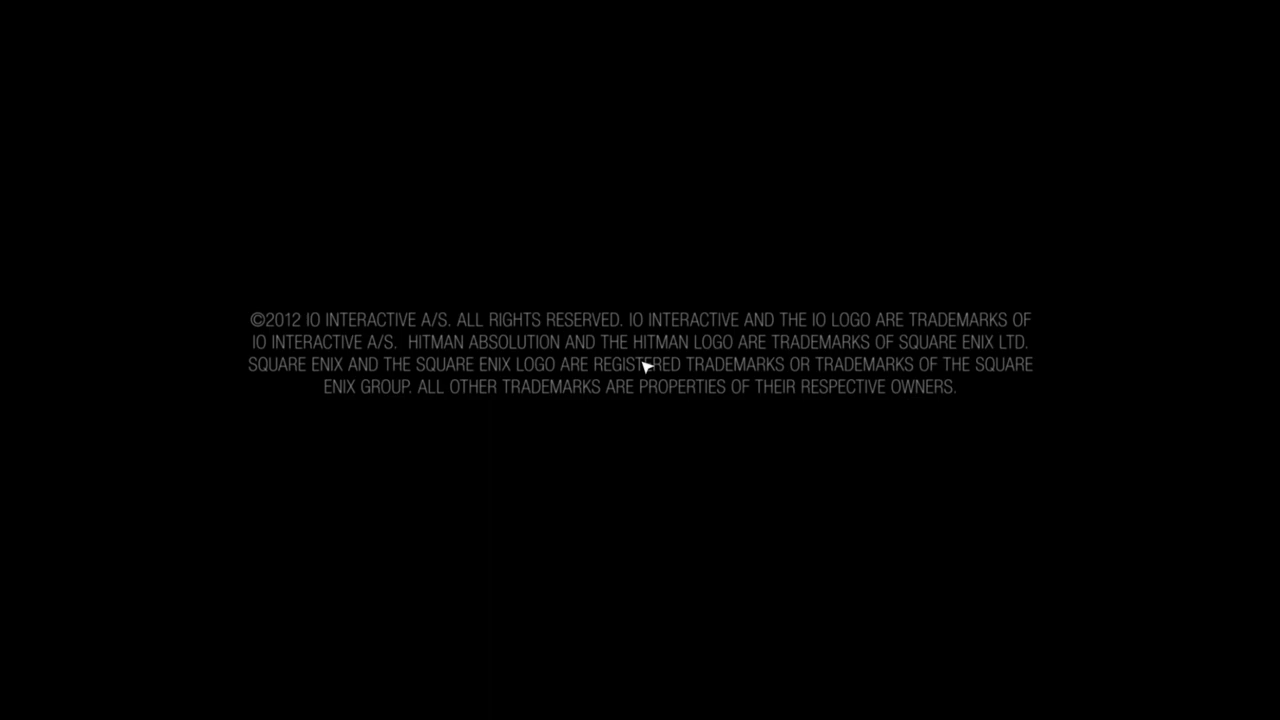 ©2012 IO INTERACTIVE A/S. ALL RIGHTS RESERVED. IO INTERACTIVE AND THE IO LOGO ARE TRADEMARKS OF
IO INTERACTIVE A/S.  HITMAN ABSOLUTION AND THE HITMAN LOGO ARE TRADEMARKS OF SQUARE ENIX LTD.
SQUARE ENIX AND THE SQUARE ENIX LOGO ARE REGISTERED TRADEMARKS OR TRADEMARKS OF THE SQUARE
ENIX GROUP. ALL OTHER TRADEMARKS ARE PROPERTIES OF THEIR RESPECTIVE OWNERS.